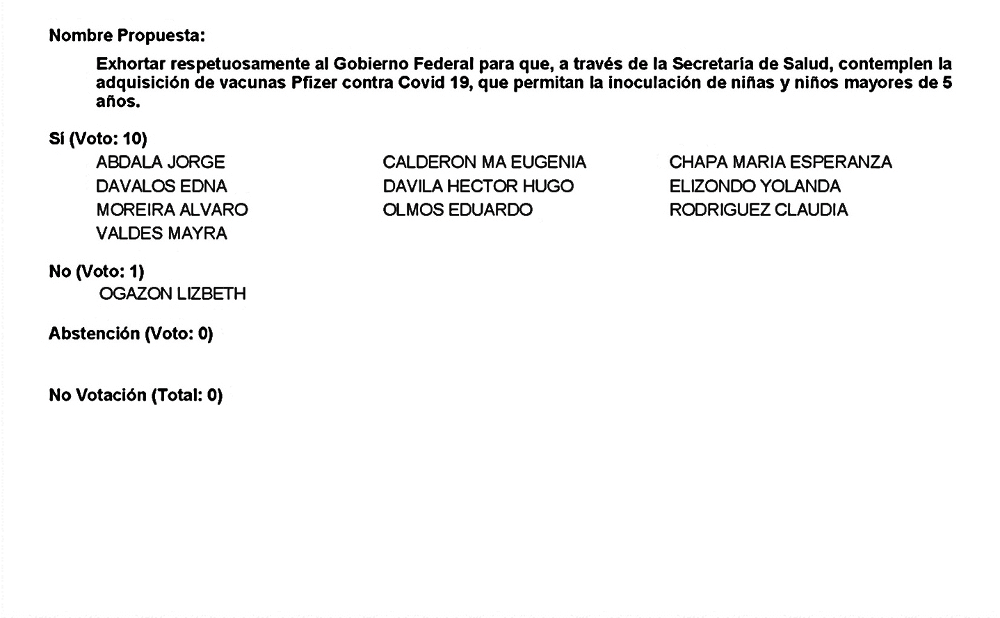 Nombre Propuesta:
Exhortar respetuosamente al Gobierno Federal para que, a través de la Secretaría de Salud, contemplen la
adquisición de vacunas Pfizer contra Covid 19, que permitan la inoculación de niñas y niños mayores de 5
años.
Sí (Voto: 10)
ABDALA JORGE CALDERON MA EUGENIA CHAPA MARIA ESPERANZA
DAVALOS EDNA DAVILA HECTOR HUGO ELIZONDO YOLANDA
MOREIRA ALVARO OLMOS EDUARDO RODRIGUEZ CLAUDIA
VALDES MAYRA
No (Voto: 1)
OGAZON LIZBETH
Abstención (Voto: 0)
No Votación (Total: 0)